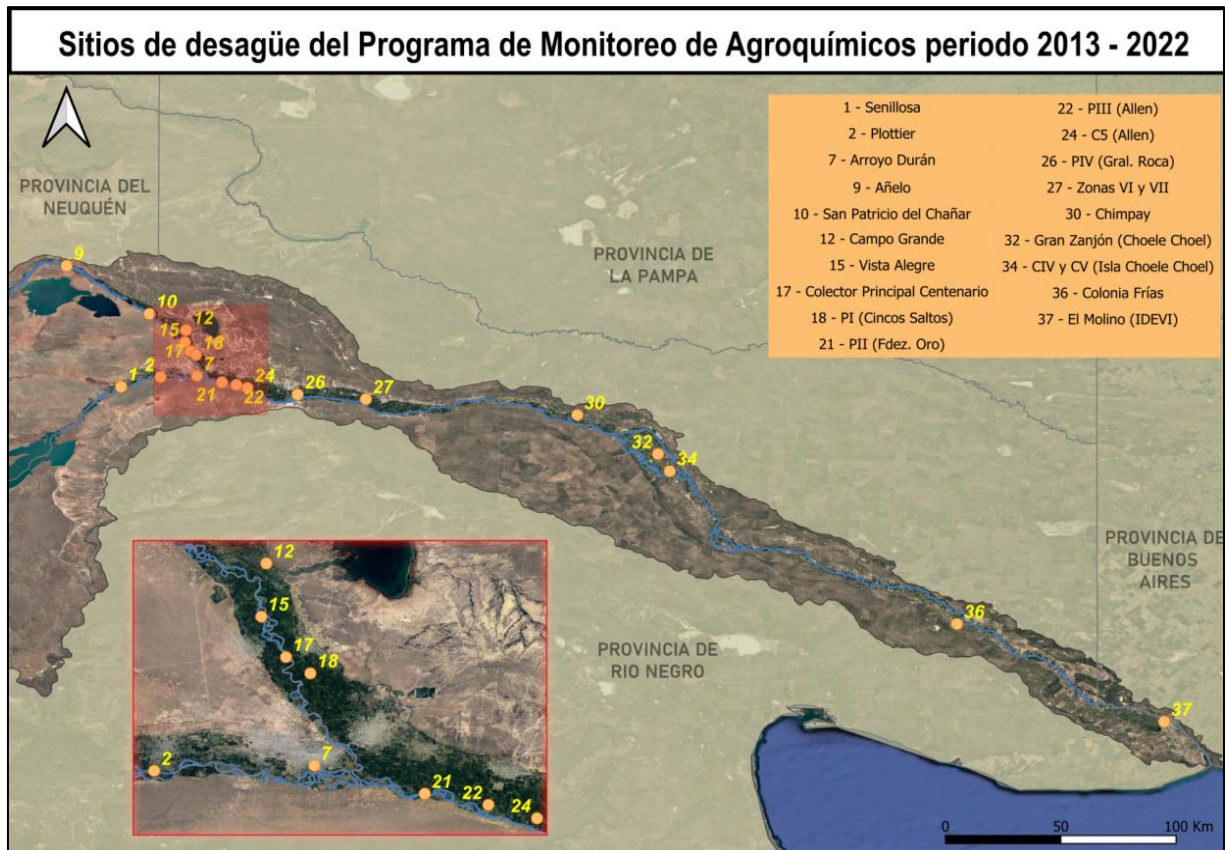 Sitios de desagüe del Programa de Monitoreo de Agroquímicos periodo 2013 - 2022
1 - Senillosa
2 - Plottier
7 - Arroyo Durán
9 - Añelo
10 - San Patricio del Chañar
12 - Campo Grande
15 - Vista Alegre
17 - Colector Principal Centenario
18 - PI (Cincos Saltos)
21 - PII (Fdez. Oro)
22 - PIII (Allen)
24 - C5 (Allen)
26 - PIV (Gral. Roca)
27 - Zonas VI y VII
30 - Chimpay
32 - Gran Zanjón (Choele Choel)
34 - CIV y CV (Isla Choele Choel)
36 - Colonia Frías
37 - El Molino (IDEVI)
PROVINCIA DEL
NEUQUÉN
PROVINCIA DE
LA PAMPA
9
10
12
15
17
18
1
2
7
21
24
22
26
27
30
32
34
PROVINCIA DE
BUENOS
AIRES
36
PROVINCIA DE
RIO NEGRO
37
12
15
17
18
2
7
21
22
24
0
50
100 Km